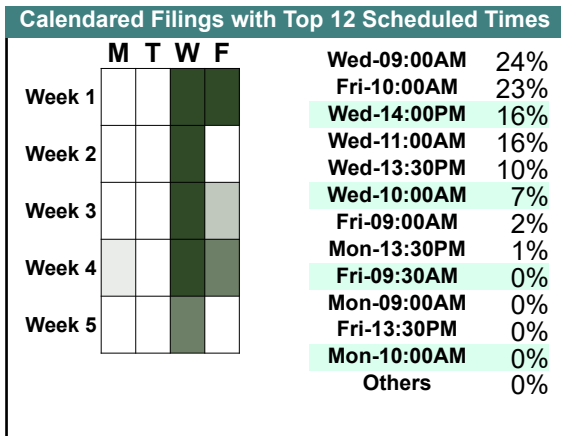 Calendared Filings with Top 12 Scheduled Times
M T W F
Week 1
Week 2
Week 3
Week 4
Week 5
Wed-09:00AM 24%
Fri-10:00AM 23%
Wed-14:00PM 16%
Wed-11:00AM 16%
Wed-13:30PM 10%
Wed-10:00AM 7%
Fri-09:00AM 2%
Mon-13:30PM 1%
Fri-09:30AM 0%
Mon-09:00AM 0%
Fri-13:30PM 0%
Mon-10:00AM 0%
Others 0%